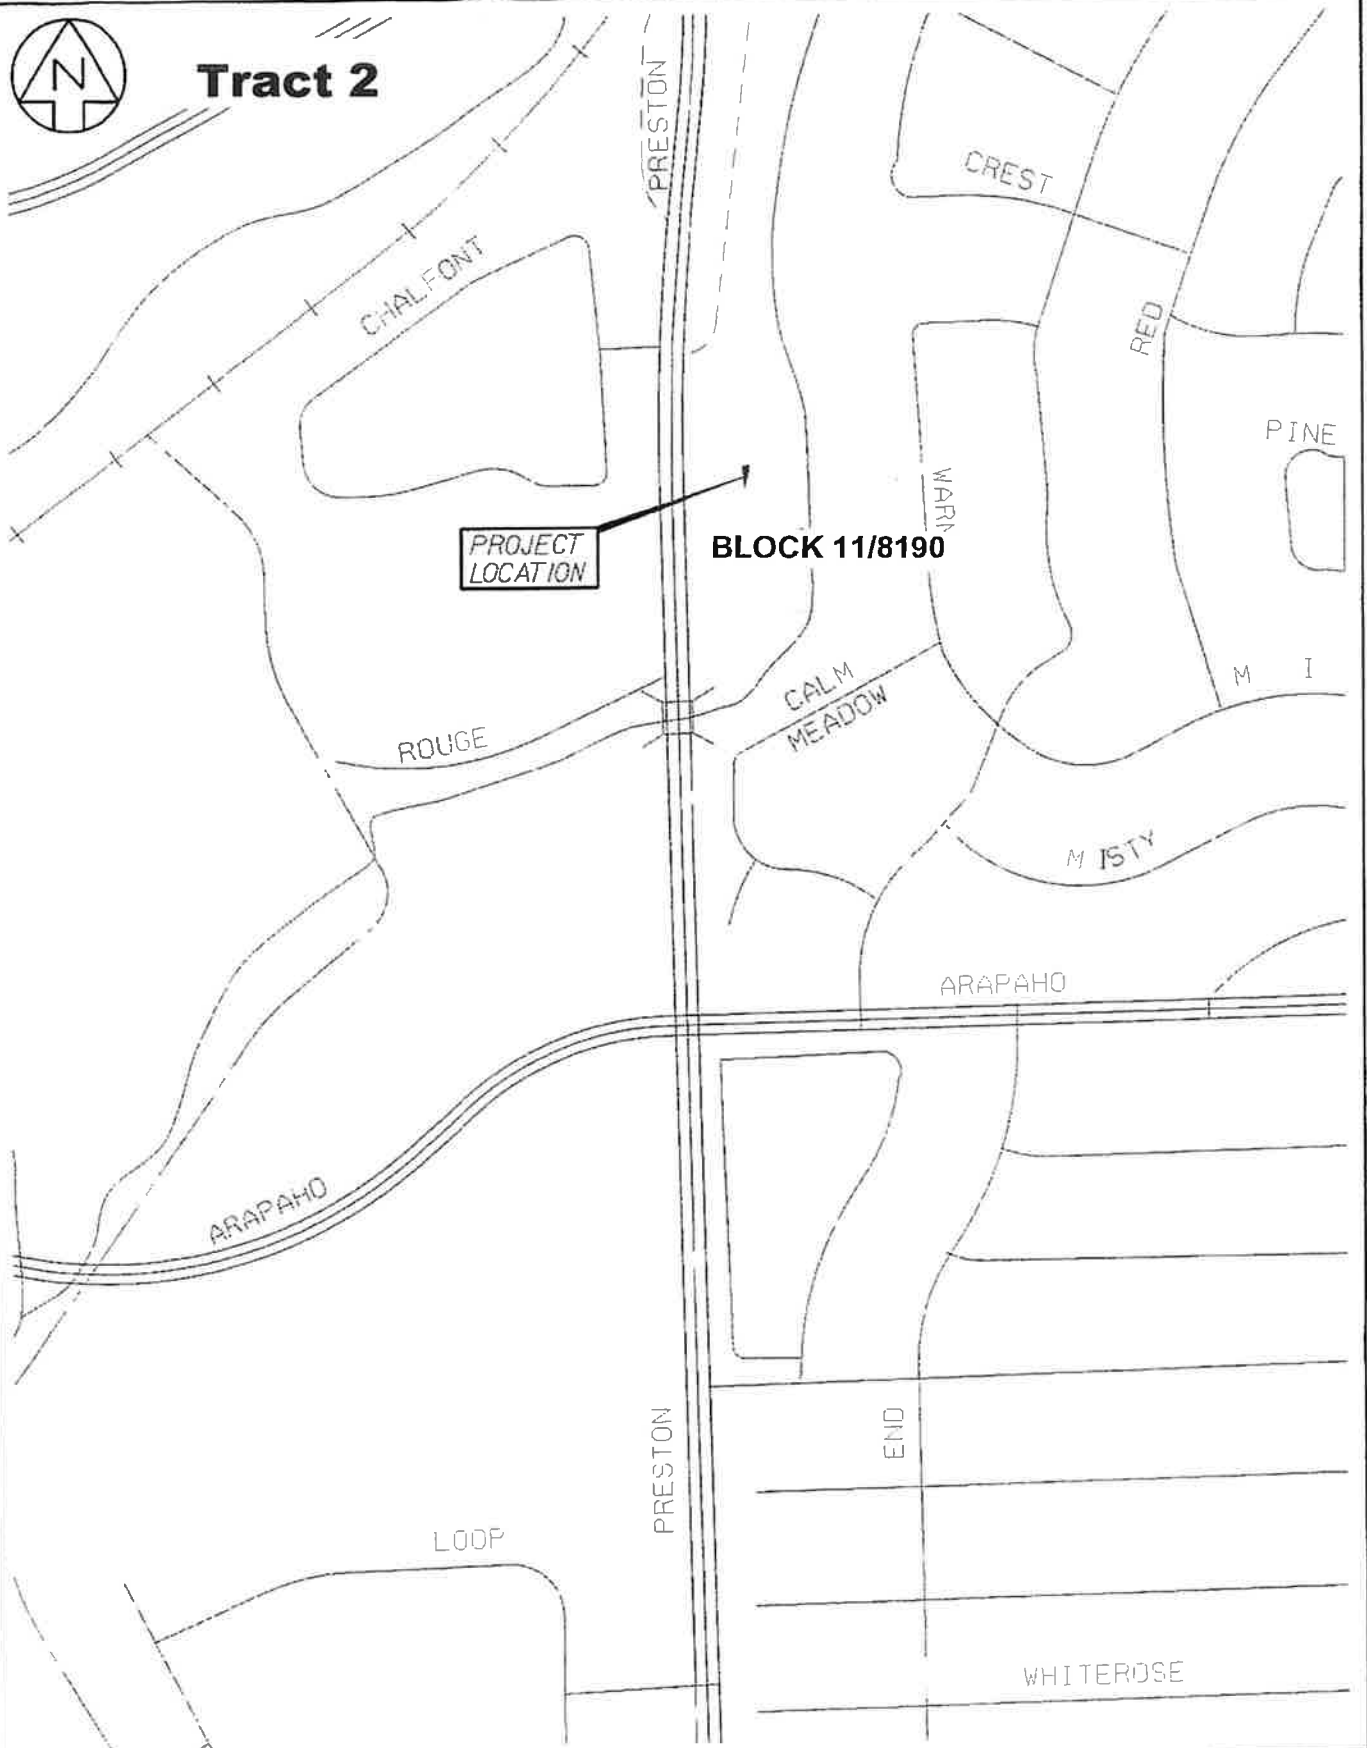 N
Tract 2
PRESTON
CREST
CHALFONT
RED
PINE
WARM
PROJECT
LOCATION
BLOCK 11/8190
CALM
MEADOW
M I
ROUGE
MISTY
ARAPAHO
ARAPAHO
PRESTON
END
LOOP
WHITEROSE